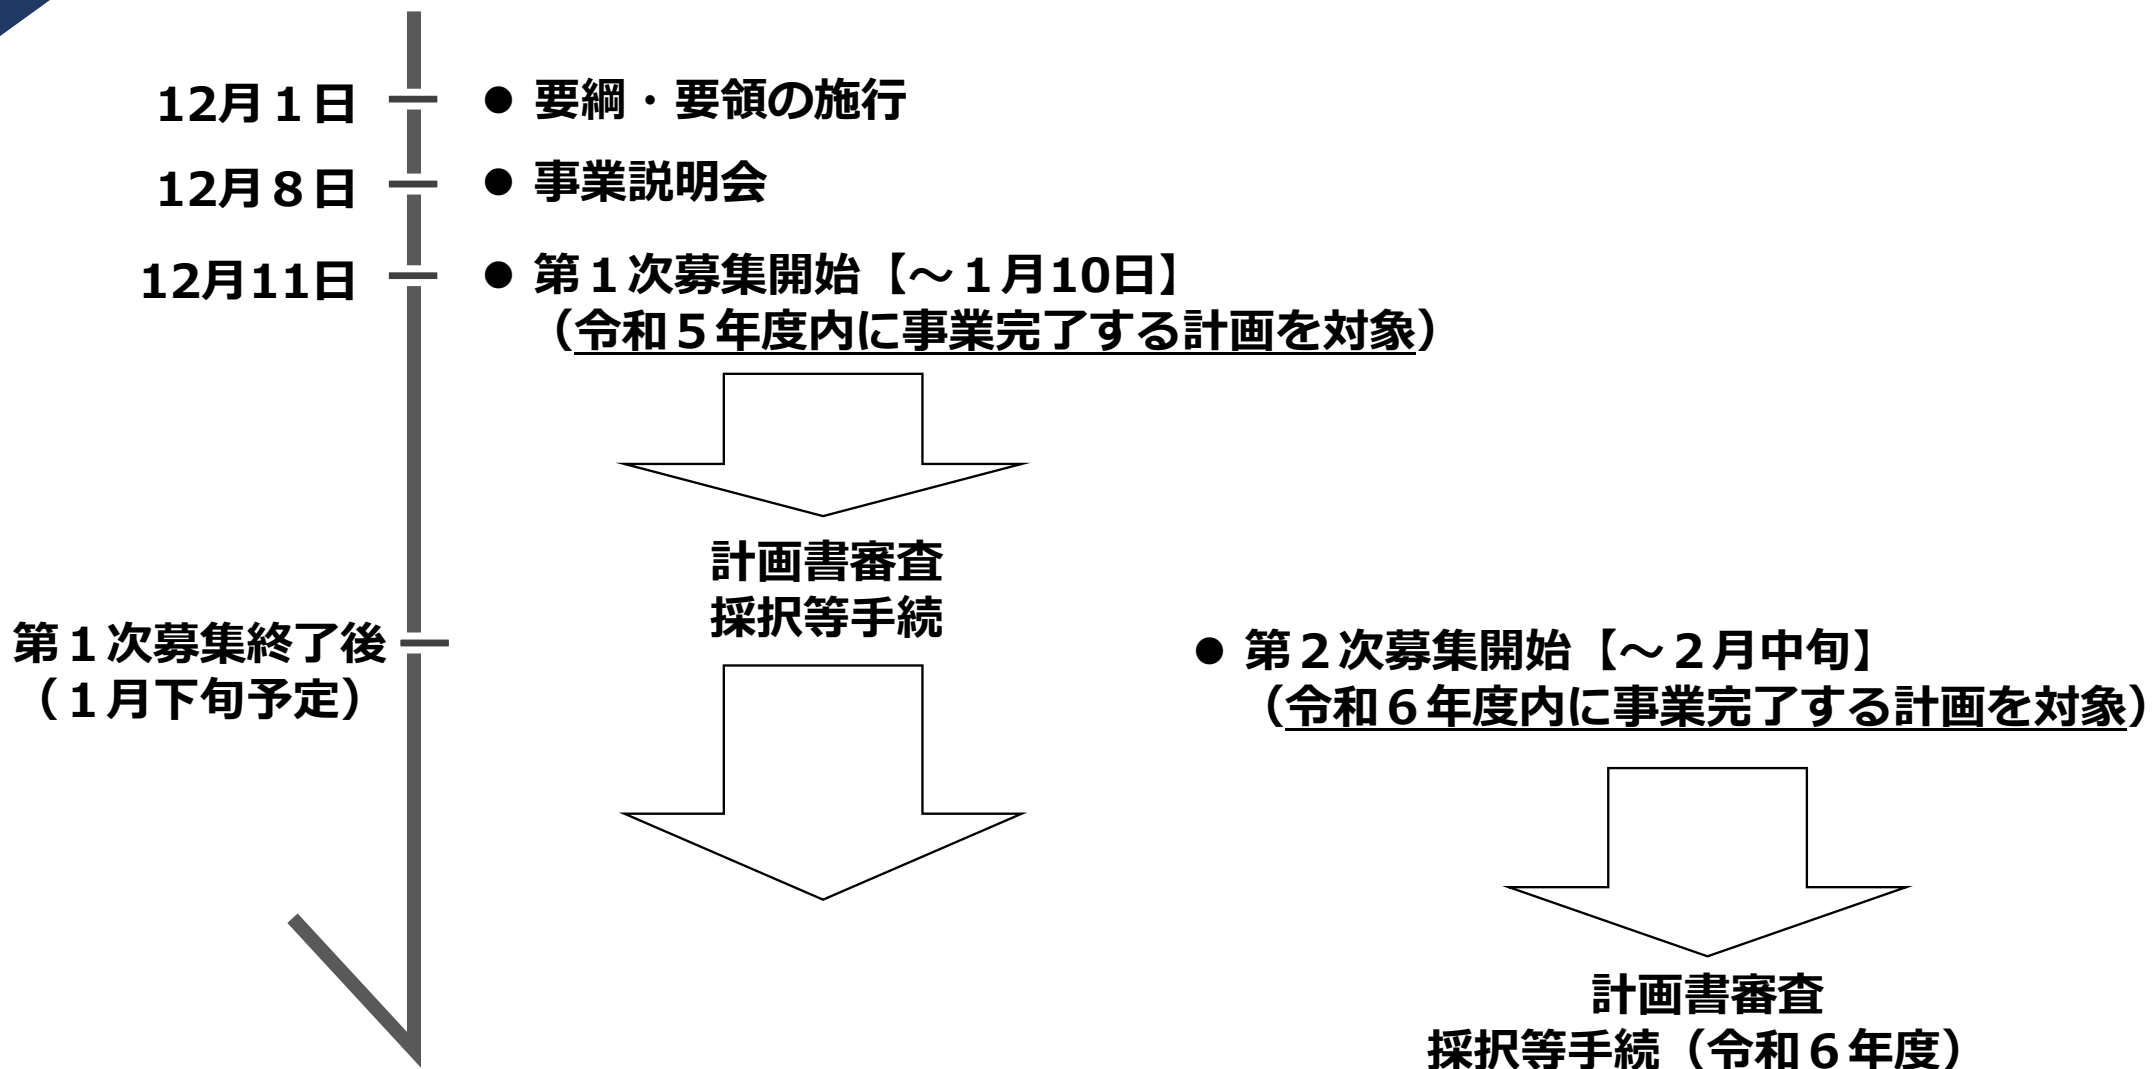 12月１日
● 要綱・要領の施行
12月８日
● 事業説明会
12月11日
● 第１次募集開始【～１月10日】
（令和５年度内に事業完了する計画を対象）
計画書審査
採択等手続
第１次募集終了後
（１月下旬予定）
● 第２次募集開始【～２月中旬】
（令和６年度内に事業完了する計画を対象）
計画書審査
採択等手続（令和６年度）